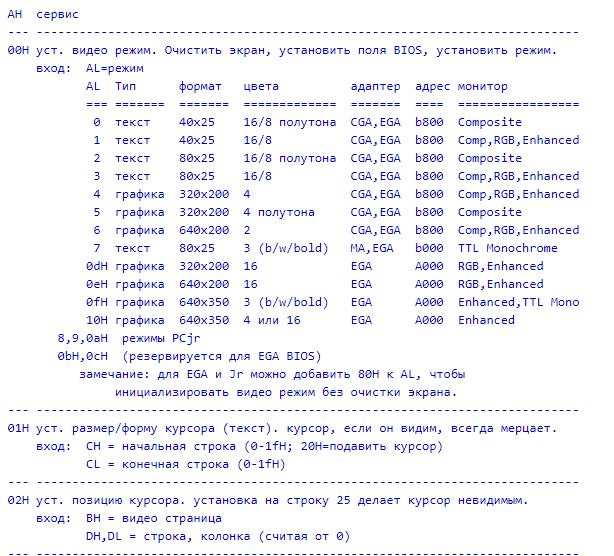 AH  сервис
--- ---------------------------------------------------------------------------
00H уст. видео режим. Очистить экран, установить поля BIOS, установить режим.
    вход:  AL=режим
           AL  Тип      формат   цвета         адаптер  адрес монитор
           === =======  =======  ============= =======  ====  =================
            0  текст    40x25    16/8 полутона CGA,EGA  b800  Composite
            1  текст    40x25    16/8          CGA,EGA  b800  Comp,RGB,Enhanced
            2  текст    80x25    16/8 полутона CGA,EGA  b800  Composite
            3  текст    80x25    16/8          CGA,EGA  b800  Comp,RGB,Enhanced
            4  графика  320x200  4             CGA,EGA  b800  Comp,RGB,Enhanced
            5  графика  320x200  4 полутона    CGA,EGA  b800  Composite
            6  графика  640x200  2             CGA,EGA  b800  Comp,RGB,Enhanced
            7  текст    80x25    3 (b/w/bold)  MA,EGA   b000  TTL Monochrome
           0dH графика  320x200  16            EGA      A000  RGB,Enhanced
           0eH графика  640x200  16            EGA      A000  RGB,Enhanced
           0fH графика  640x350  3 (b/w/bold)  EGA      A000  Enhanced,TTL Mono
           10H графика  640x350  4 или 16      EGA      A000  Enhanced
       8,9,0aH  режимы PCjr
       0bH,0cH  (резервируется для EGA BIOS)
          замечание: для EGA и Jr можно добавить 80H к AL, чтобы
               инициализировать видео режим без очистки экрана.
--- ---------------------------------------------------------------------------
01H уст. размер/форму курсора (текст). курсор, если он видим, всегда мерцает.
    вход:  CH = начальная строка (0-1fH; 20H=подавить курсор)
           CL = конечная строка (0-1fH)
--- ---------------------------------------------------------------------------
02H уст. позицию курсора. установка на строку 25 делает курсор невидимым.
    вход:  BH = видео страница
           DH,DL = строка, колонка (считая от 0)
--- ---------------------------------------------------------------------------